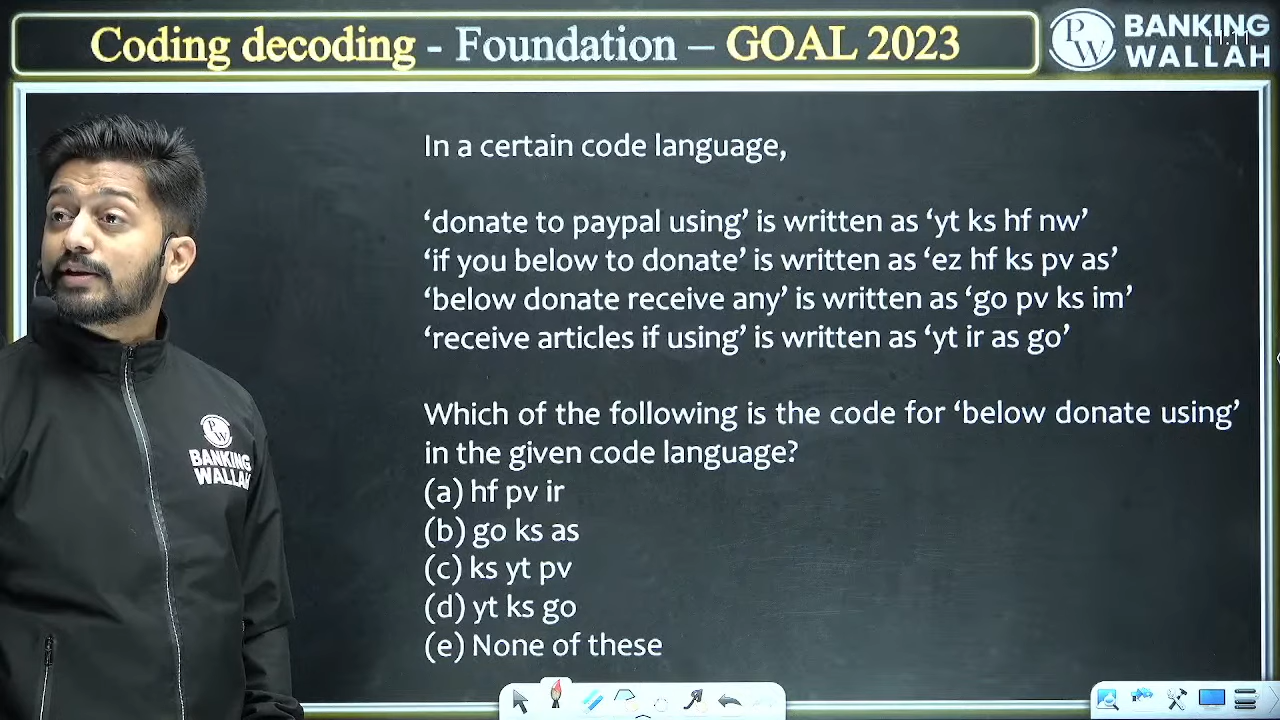 Coding decoding - Foundation – GOAL 2023
PW BANKING
WALLAH
In a certain code language,
‘donate to paypal using’ is written as ‘yt ks hf nw’
‘if you below to donate’ is written as ‘ez hf ks pv as’
‘below donate receive any’ is written as ‘go pv ks im’
‘receive articles if using’ is written as ‘yt ir as go’
Which of the following is the code for ‘below donate using’
in the given code language?
(a) hf pv ir
(b) go ks as
(c) ks yt pv
(d) yt ks go
(e) None of these
PW
BANKING
WALLAH